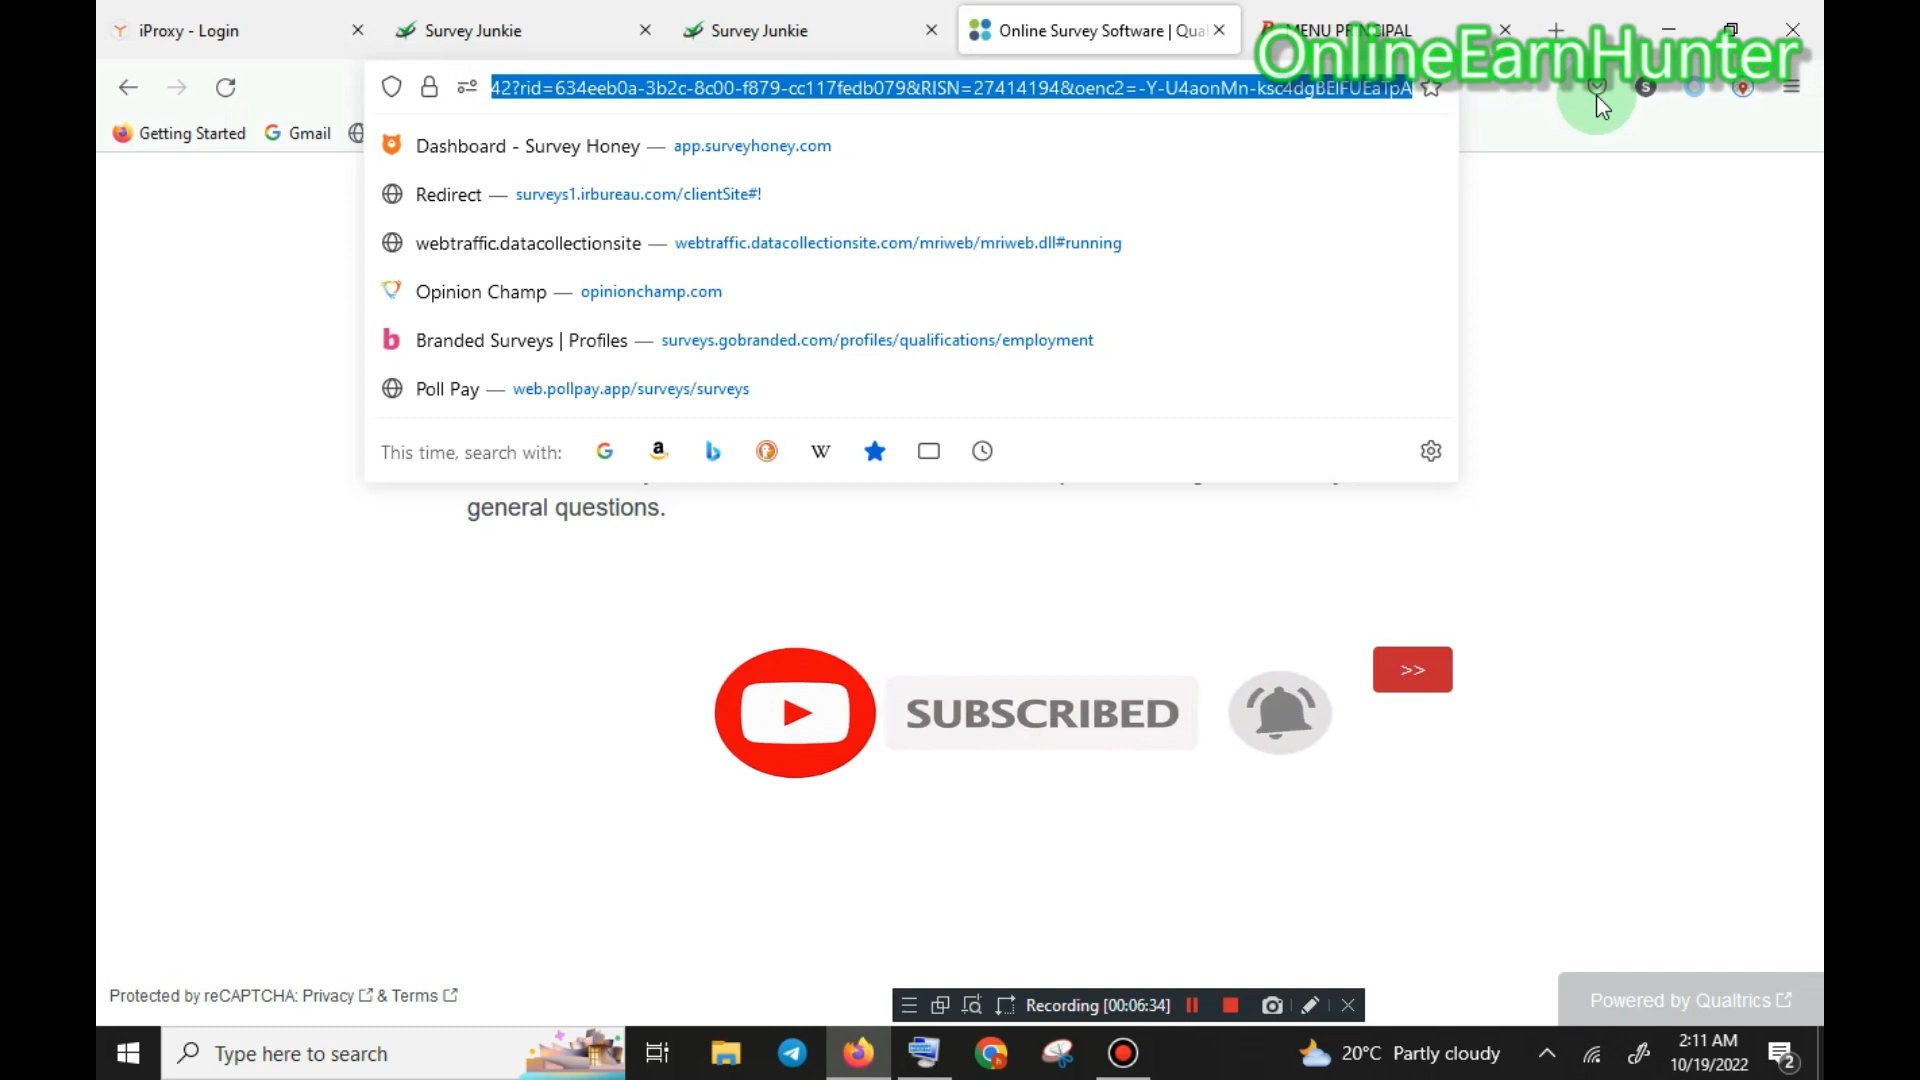 iProxy - Login
Survey Junkie
Survey Junkie
Online Survey Software | Qua
MENU PRINCIPAL
OnlineEarnHunter
42?rid=634eeb0a-3b2c-8c00-f879-cc117fedb079&RISN=27414194&oenc2=-Y-U4aonMn-ksc4dgBEIFUEaTpA
S
Getting Started
Gmail
Dashboard - Survey Honey — app.surveyhoney.com
Redirect — surveys1.irbureau.com/clientSite#!
webtraffic.datacollectionsite — webtraffic.datacollectionsite.com/mriweb/mriweb.dll#running
Opinion Champ — opinionchamp.com
Branded Surveys | Profiles — surveys.gobranded.com/profiles/qualifications/employment
Poll Pay — web.pollpay.app/surveys/surveys
This time, search with:
general questions.
>>
SUBSCRIBED
Protected by reCAPTCHA: Privacy & Terms
Recording [00:06:34]
Powered by Qualtrics
Type here to search
20°C Partly cloudy
2:11 AM
10/19/2022
2